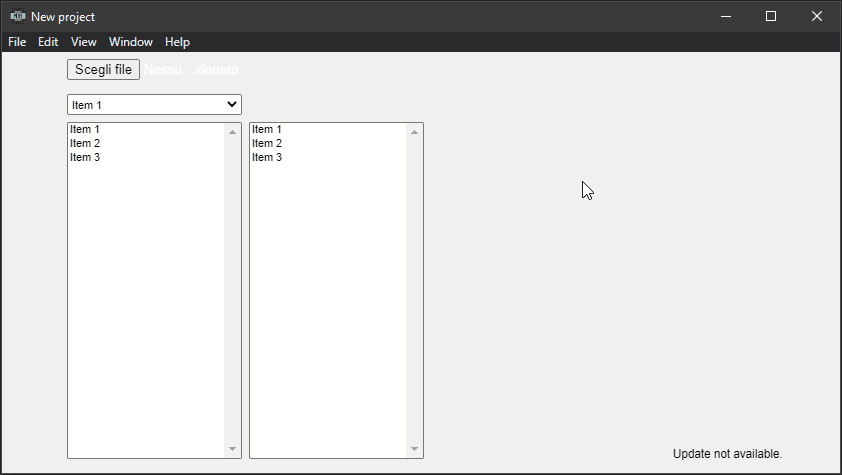 New project
File Edit View Window Help
Scegli file Nessu...zionato
Item 1
Item 1
Item 2
Item 3
Item 1
Item 2
Item 3
Update not available.